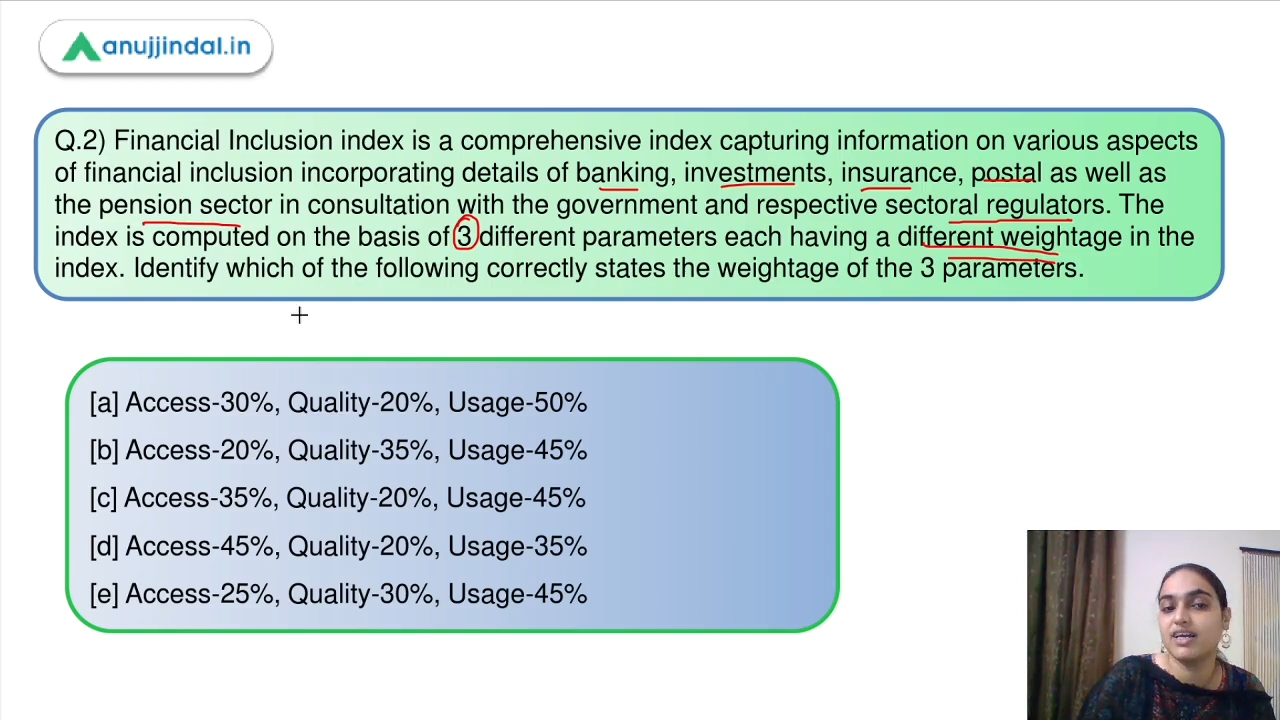 anujjindal.in
Q.2) Financial Inclusion index is a comprehensive index capturing information on various aspects
of financial inclusion incorporating details of banking, investments, insurance, postal as well as
the pension sector in consultation with the government and respective sectoral regulators. The
index is computed on the basis of 3 different parameters each having a different weightage in the
index. Identify which of the following correctly states the weightage of the 3 parameters.
[a] Access-30%, Quality-20%, Usage-50%
[b] Access-20%, Quality-35%, Usage-45%
[c] Access-35%, Quality-20%, Usage-45%
[d] Access-45%, Quality-20%, Usage-35%
[e] Access-25%, Quality-30%, Usage-45%